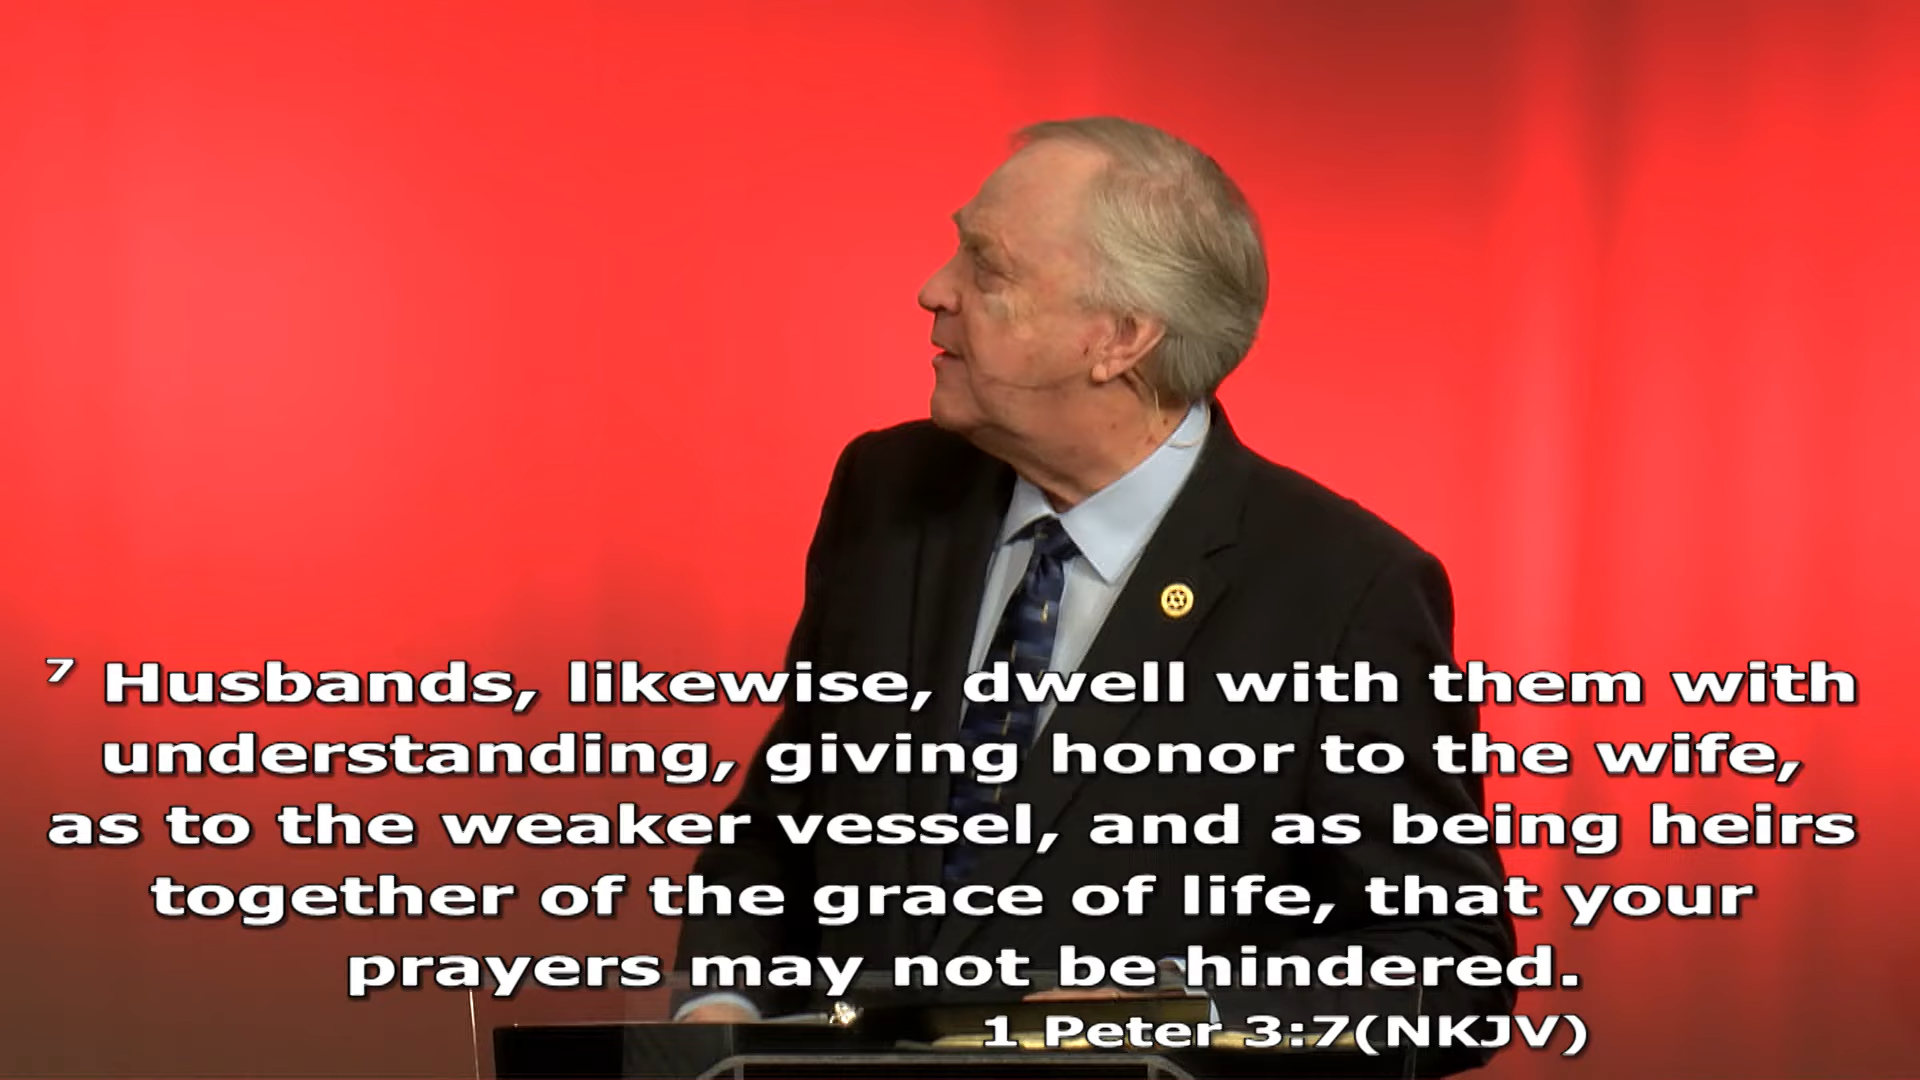 7 Husbands, likewise, dwell with them with
understanding, giving honor to the wife,
as to the weaker vessel, and as being heirs
together of the grace of life, that your
prayers may not be hindered.
1 Peter 3:7(NKJV)